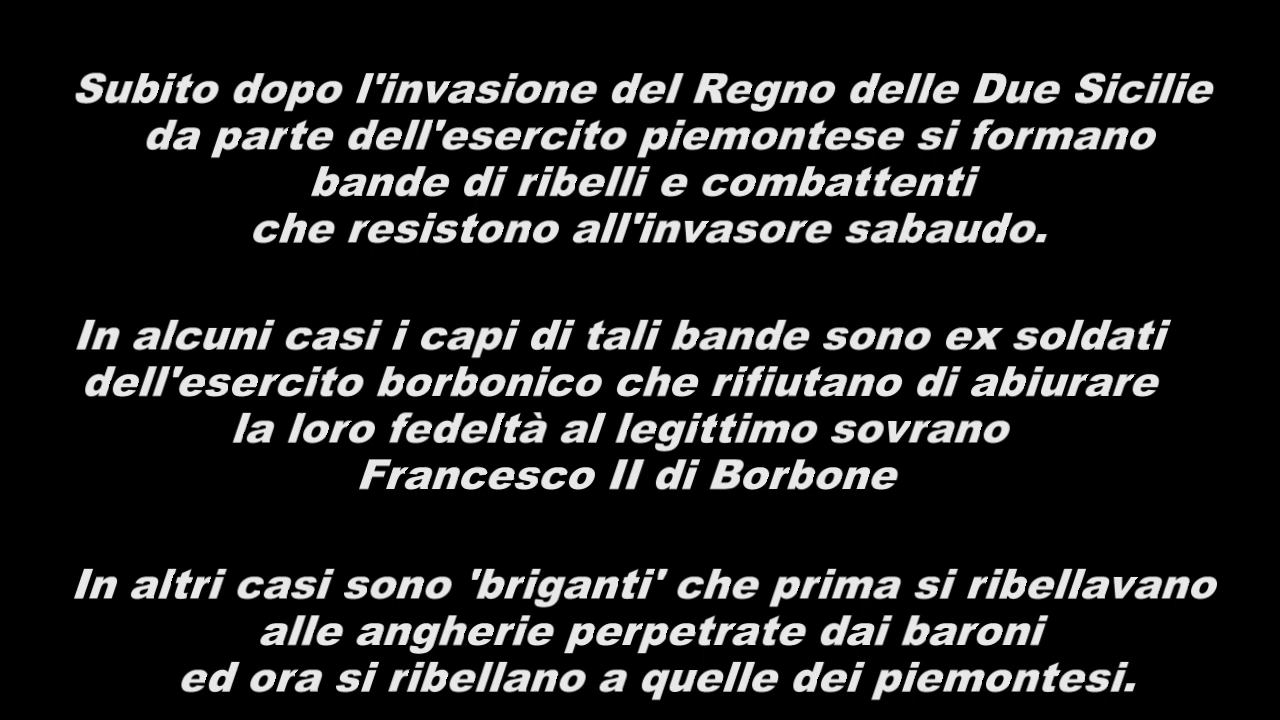 Subito dopo l'invasione del Regno delle Due Sicilie
da parte dell'esercito piemontese si formano
bande di ribelli e combattenti
che resistono all'invasore sabaudo.
In alcuni casi i capi di tali bande sono ex soldati
dell'esercito borbonico che rifiutano di abiurare
la loro fedeltà al legittimo sovrano
Francesco II di Borbone
In altri casi sono 'briganti' che prima si ribellavano
alle angherie perpetrate dai baroni
ed ora si ribellano a quelle dei piemontesi.